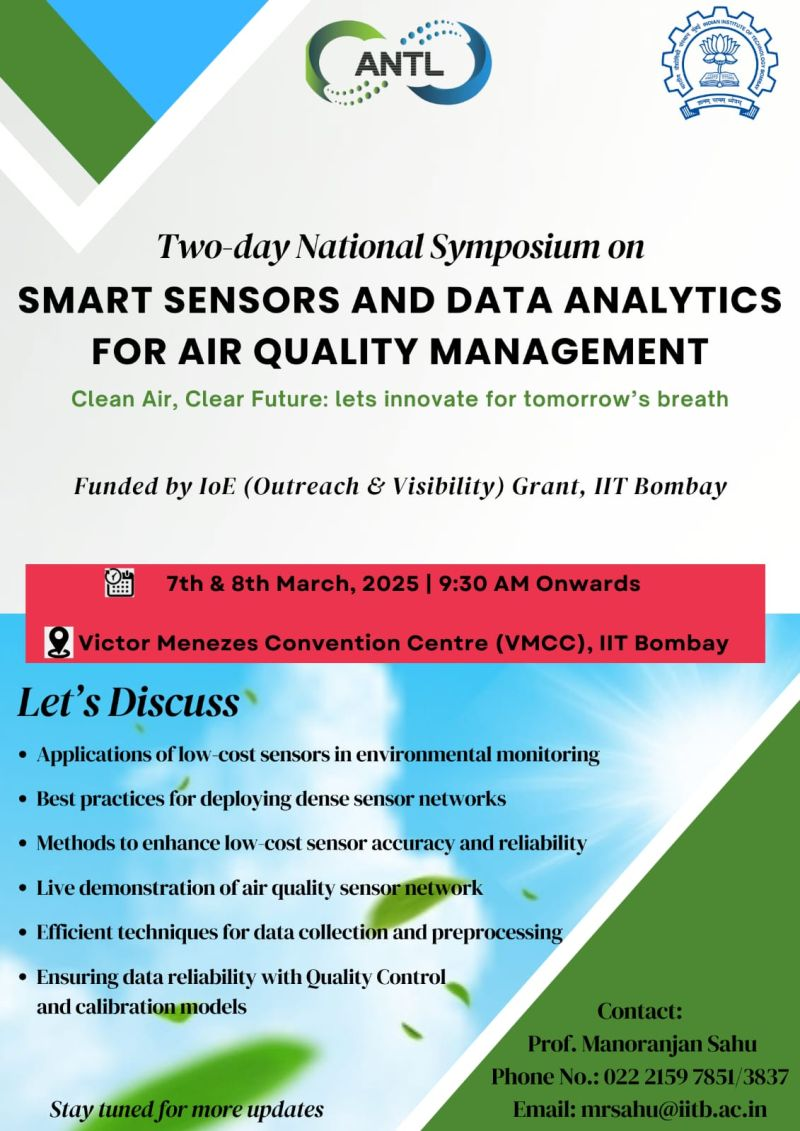 ANTL
INDIAN INSTITUTE OF TECHNOLOGY BOMBAY
Two-day National Symposium on
SMART SENSORS AND DATA ANALYTICS
FOR AIR QUALITY MANAGEMENT
Clean Air, Clear Future: lets innovate for tomorrow's breath
Funded by IoE (Outreach & Visibility) Grant, IIT Bombay
7th & 8th March, 2025 | 9:30 AM Onwards
Victor Menezes Convention Centre (VMCC), IIT Bombay
Let's Discuss
• Applications of low-cost sensors in environmental monitoring
• Best practices for deploying dense sensor networks
• Methods to enhance low-cost sensor accuracy and reliability
• Live demonstration of air quality sensor network
• Efficient techniques for data collection and preprocessing
• Ensuring data reliability with Quality Control
and calibration models
Contact:
Prof. Manoranjan Sahu
Phone No.: 022 2159 7851/3837
Email: mrsahu@iitb.ac.in
Stay tuned for more updates